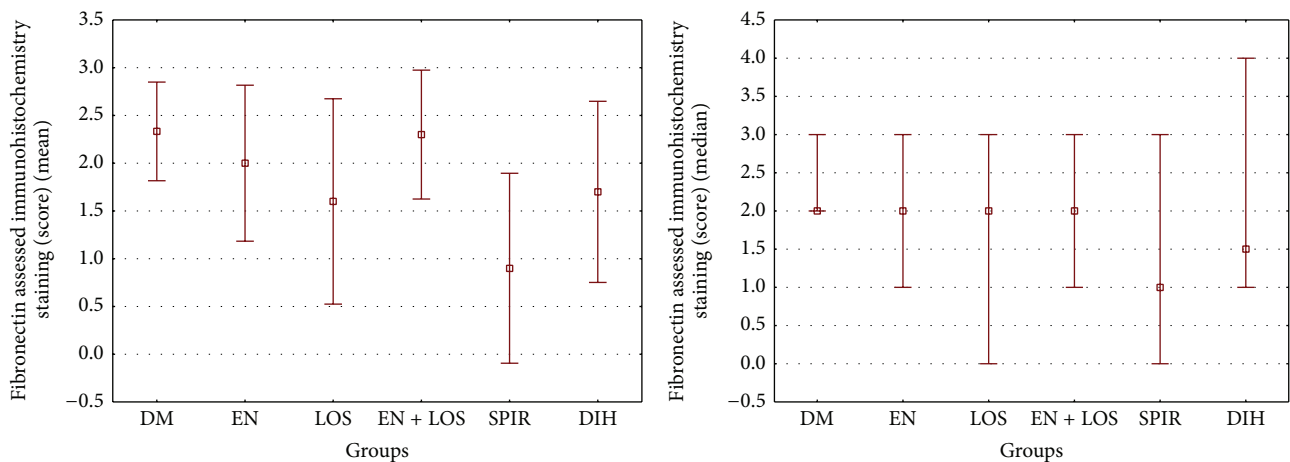 Fibronectin assessed immunohistochemistry
staining (score) (mean)
3.5
3.0
2.5
2.0
1.5
1.0
0.5
0.0
−0.5
DM EN LOS EN + LOS SPIR DIH
Groups
Fibronectin assessed immunohistochemistry
staining (score) (median)
4.5
4.0
3.5
3.0
2.5
2.0
1.5
1.0
0.5
0.0
−0.5
DM EN LOS EN + LOS SPIR DIH
Groups